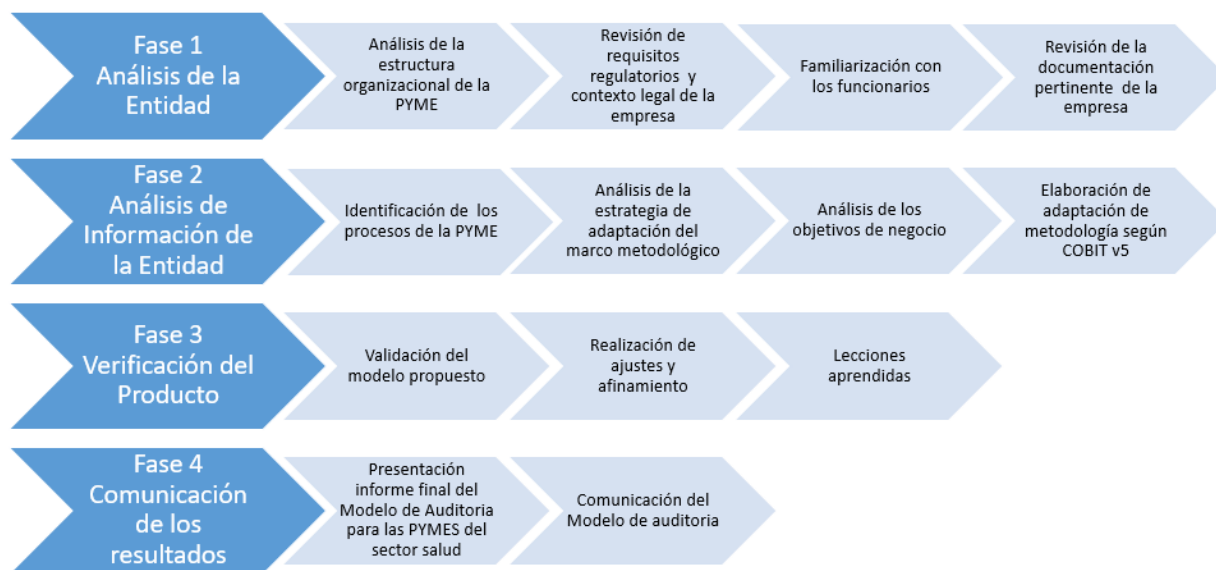 Fase 1
Análisis de la
Entidad
Análisis de la
estructura
organizacional de la
PYME
Revisión de
requisitos
regulatorios y
contexto legal de la
empresa
Familiarización con
los funcionarios
Revisión de la
documentación
pertinente de la
empresa
Fase 2
Análisis de
Información de
la Entidad
Identificación de los
procesos de la PYME
Análisis de la
estrategia de
adaptación del
marco metodológico
Análisis de los
objetivos de negocio
Elaboración de
adaptación de
metodología según
COBIT v5
Fase 3
Verificación del
Producto
Validación del
modelo propuesto
Realización de
ajustes y
afinamiento
Lecciones
aprendidas
Fase 4
Comunicación
de los
resultados
Presentación
informe final del
Modelo de Auditoria
para las PYMES del
sector salud
Comunicación del
Modelo de auditoria